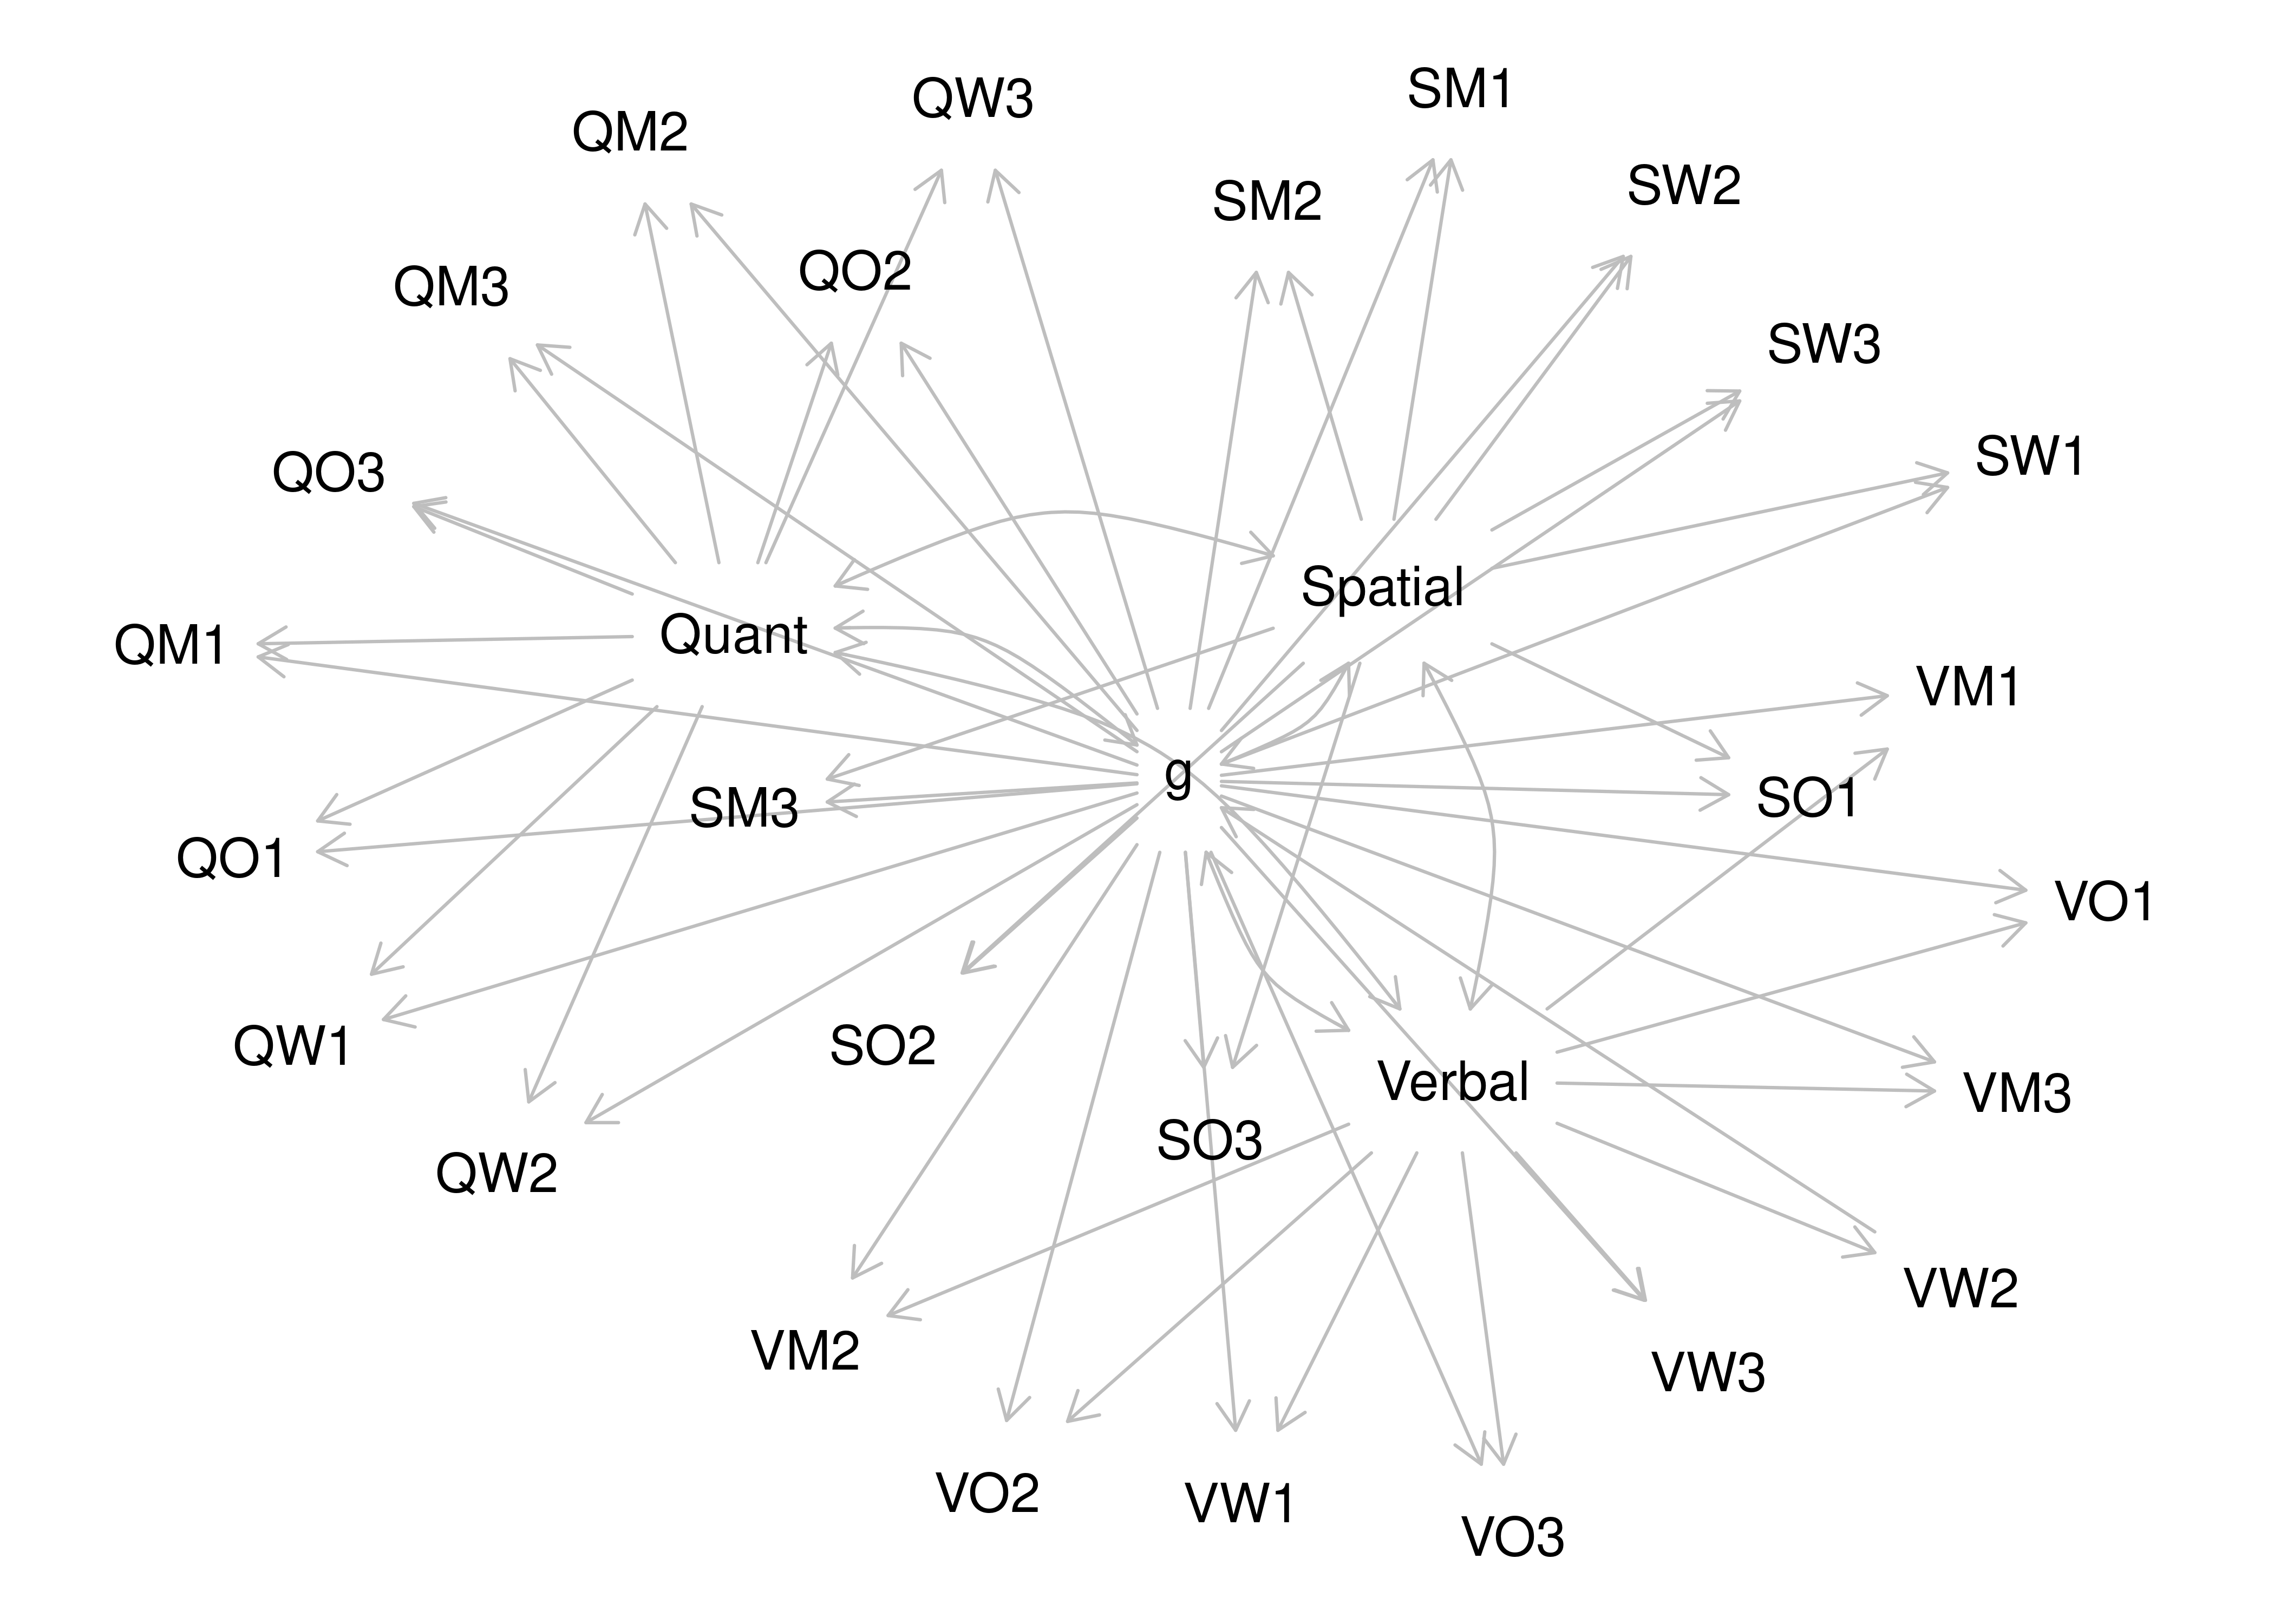 SM1
QW3
QM2
SW2
SM2
QO2
QM3
SW3
SW1
QO3
Spatial
Quant
QM1
VM1
g
SO1
SM3
QO1
VO1
SO2
QW1
Verbal
VM3
SO3
QW2
VW2
VM2
VW3
VO2
VW1
VO3